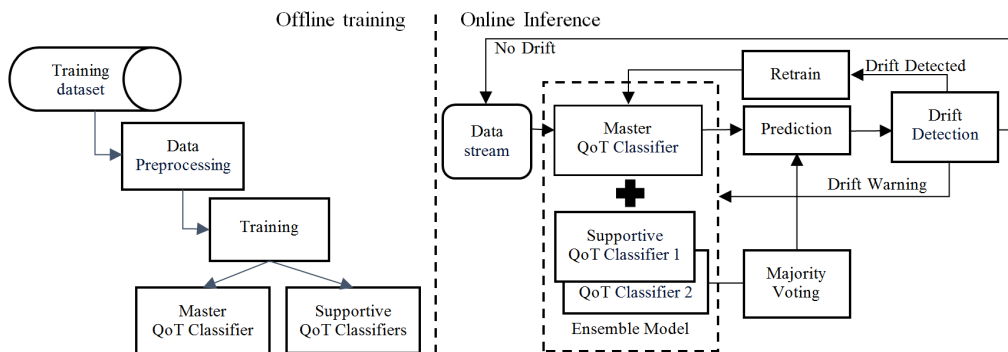 Offline training
Training
dataset
Data
Preprocessing
Training
Master
QoT Classifier
Supportive
QoT Classifiers
Online Inference
No Drift
Data
stream
Master
QoT Classifier
Supportive
QoT Classifier 1
QoT Classifier 2
Ensemble Model
Retrain
Drift Detected
Prediction
Drift
Detection
Drift Warning
Majority
Voting